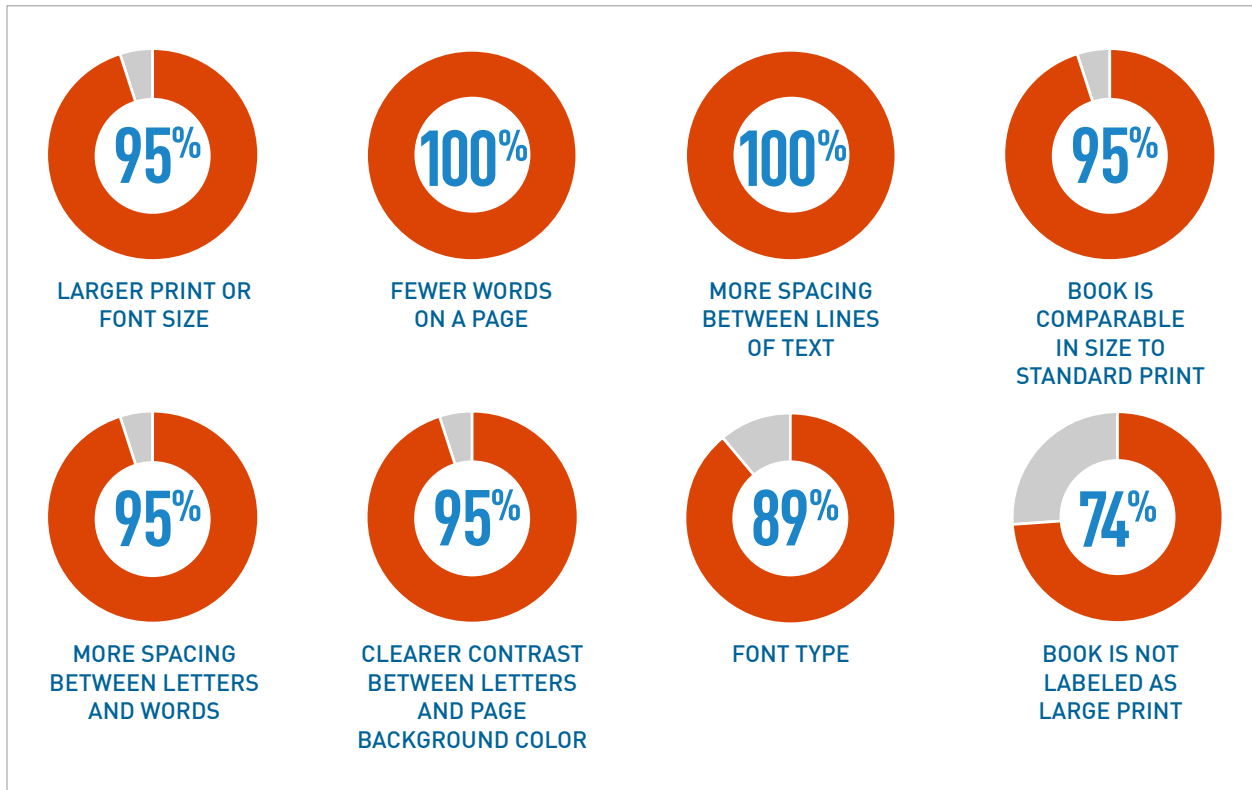 95%
LARGER PRINT OR
FONT SIZE
100%
FEWER WORDS
ON A PAGE
100%
MORE SPACING
BETWEEN LINES
OF TEXT
95%
BOOK IS
COMPARABLE
IN SIZE TO
STANDARD PRINT
95%
MORE SPACING
BETWEEN LETTERS
AND WORDS
95%
CLEARER CONTRAST
BETWEEN LETTERS
AND PAGE
BACKGROUND COLOR
89%
FONT TYPE
74%
BOOK IS NOT
LABELED AS
LARGE PRINT